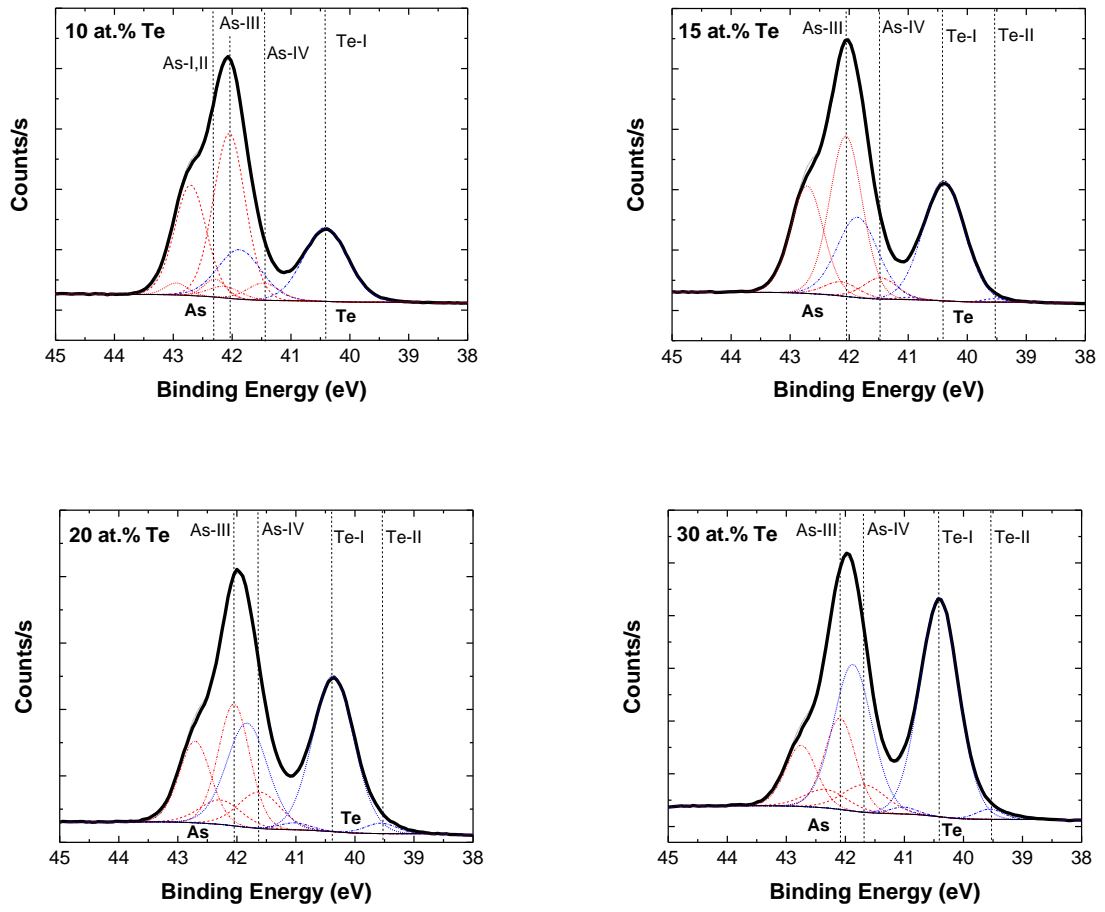 10 at.% Te
As-III
As-I,II
As-IV
Te-I
Counts/s
As
Te
45 44 43 42 41 40 39 38
Binding Energy (eV)
15 at.% Te
As-III
As-IV
Te-I
Te-II
Counts/s
As
Te
45 44 43 42 41 40 39 38
Binding Energy (eV)
20 at.% Te
As-III
As-IV
Te-I
Te-II
Counts/s
As
Te
45 44 43 42 41 40 39 38
Binding Energy (eV)
30 at.% Te
As-III
As-IV
Te-I
Te-II
Counts/s
As
Te
45 44 43 42 41 40 39 38
Binding Energy (eV)